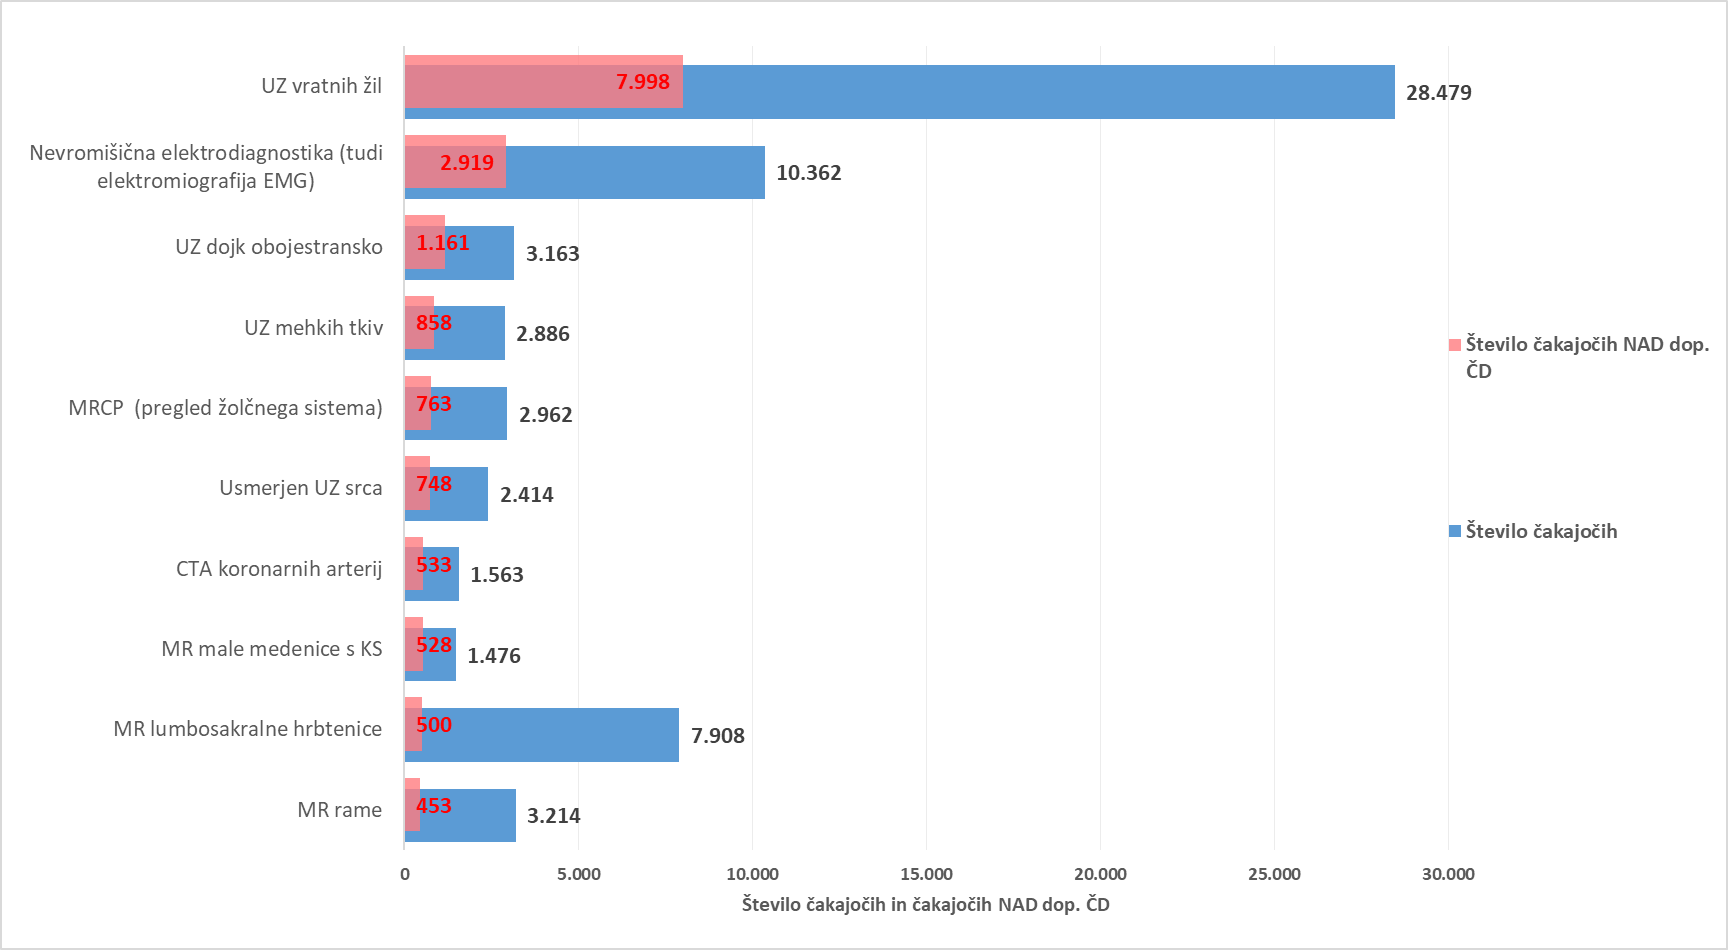 UZ vratnih žil
7.998
28.479
Nevromišična elektrodiagnostika (tudi
elektromiografija EMG)
2.919
10.362
UZ dojk obojestransko
1.161
3.163
UZ mehkih tkiv
858
2.886
MRCP  (pregled žolčnega sistema)
763
2.962
Usmerjen UZ srca
748
2.414
CTA koronarnih arterij
533
1.563
MR male medenice s KS
528
1.476
MR lumbosakralne hrbtenice
500
7.908
MR rame
453
3.214
0
5.000
10.000
15.000
20.000
25.000
30.000
Število čakajočih in čakajočih NAD dop. ČD
Število čakajočih NAD dop.
ČD
Število čakajočih